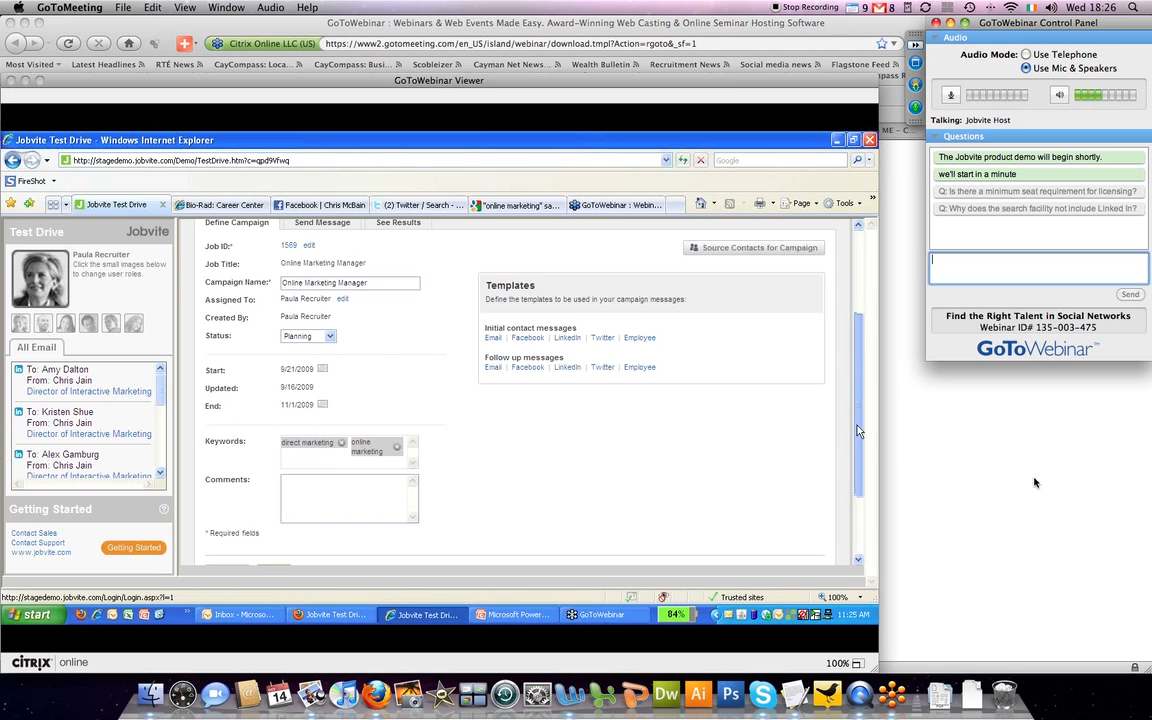 GoToMeeting File Edit View Window Audio Help
Stop Recording 9 8 Wed 18:26
GoToWebinar : Webinars & Web Events Made Easy. Award-Winning Web Casting & Online Seminar Hosting Software
Citrix Online LLC (US) https://www2.gotomeeting.com/en_US/island/webinar/download.tmpl?Action=rgoto&_sf=1
Most Visited Latest Headlines RTÉ News CayCompass: Loca... CayCompass: Busi... Scobleizer Cayman Net News... Wealth Bulletin Recruitment News Social media news Flagstone Feed
GoToWebinar Viewer
Jobvite Test Drive - Windows Internet Explorer
http://stagedemo.jobvite.com/Demo/TestDrive.htm?c=qpd9Vfwq
Google
FireShot
Jobvite Test Drive Bio-Rad: Career Center Facebook | Chris McBain (2) Twitter / Search - ... "online marketing" sa... GoToWebinar : Webin... Page Tools
Test Drive Jobvite
Paula Recruiter
Click the small images below
to change user roles.
All Email
To: Amy Dalton
From: Chris Jain
Director of Interactive Marketing
To: Kristen Shue
From: Chris Jain
Director of Interactive Marketing
To: Alex Gamburg
From: Chris Jain
Director of Interactive Marketing
Getting Started
Contact Sales
Contact Support
www.jobvite.com
Getting Started
Define Campaign Send Message See Results
Job ID:* 1569 edit
Source Contacts for Campaign
Job Title: Online Marketing Manager
Campaign Name:* Online Marketing Manager
Assigned To: Paula Recruiter edit
Created By: Paula Recruiter
Status: Planning
Start: 9/21/2009
Updated: 9/16/2009
End: 11/1/2009
Keywords: direct marketing online
marketing
Comments:
* Required fields
Templates
Define the templates to be used in your campaign messages:
Initial contact messages
Email | Facebook | LinkedIn | Twitter | Employee
Follow up messages
Email | Facebook | LinkedIn | Twitter | Employee
http://stagedemo.jobvite.com/Login/Login.aspx?l=1
Trusted sites 100%
start Inbox - Microso... Jobvite Test Dri... Jobvite Test Dri... Microsoft Power... GoToWebinar 84% 11:25 AM
CITRIX online
100%
GoToWebinar Control Panel
Audio
Audio Mode: Use Telephone
Use Mic & Speakers
Talking: Jobvite Host
Questions
The Jobvite product demo will begin shortly.
we'll start in a minute
Q: Is there a minimum seat requirement for licensing?
Q: Why does the search facility not include Linked In?
Send
Find the Right Talent in Social Networks
Webinar ID# 135-003-475
GoToWebinar™
ME - C...
14
Dw Ai Ps